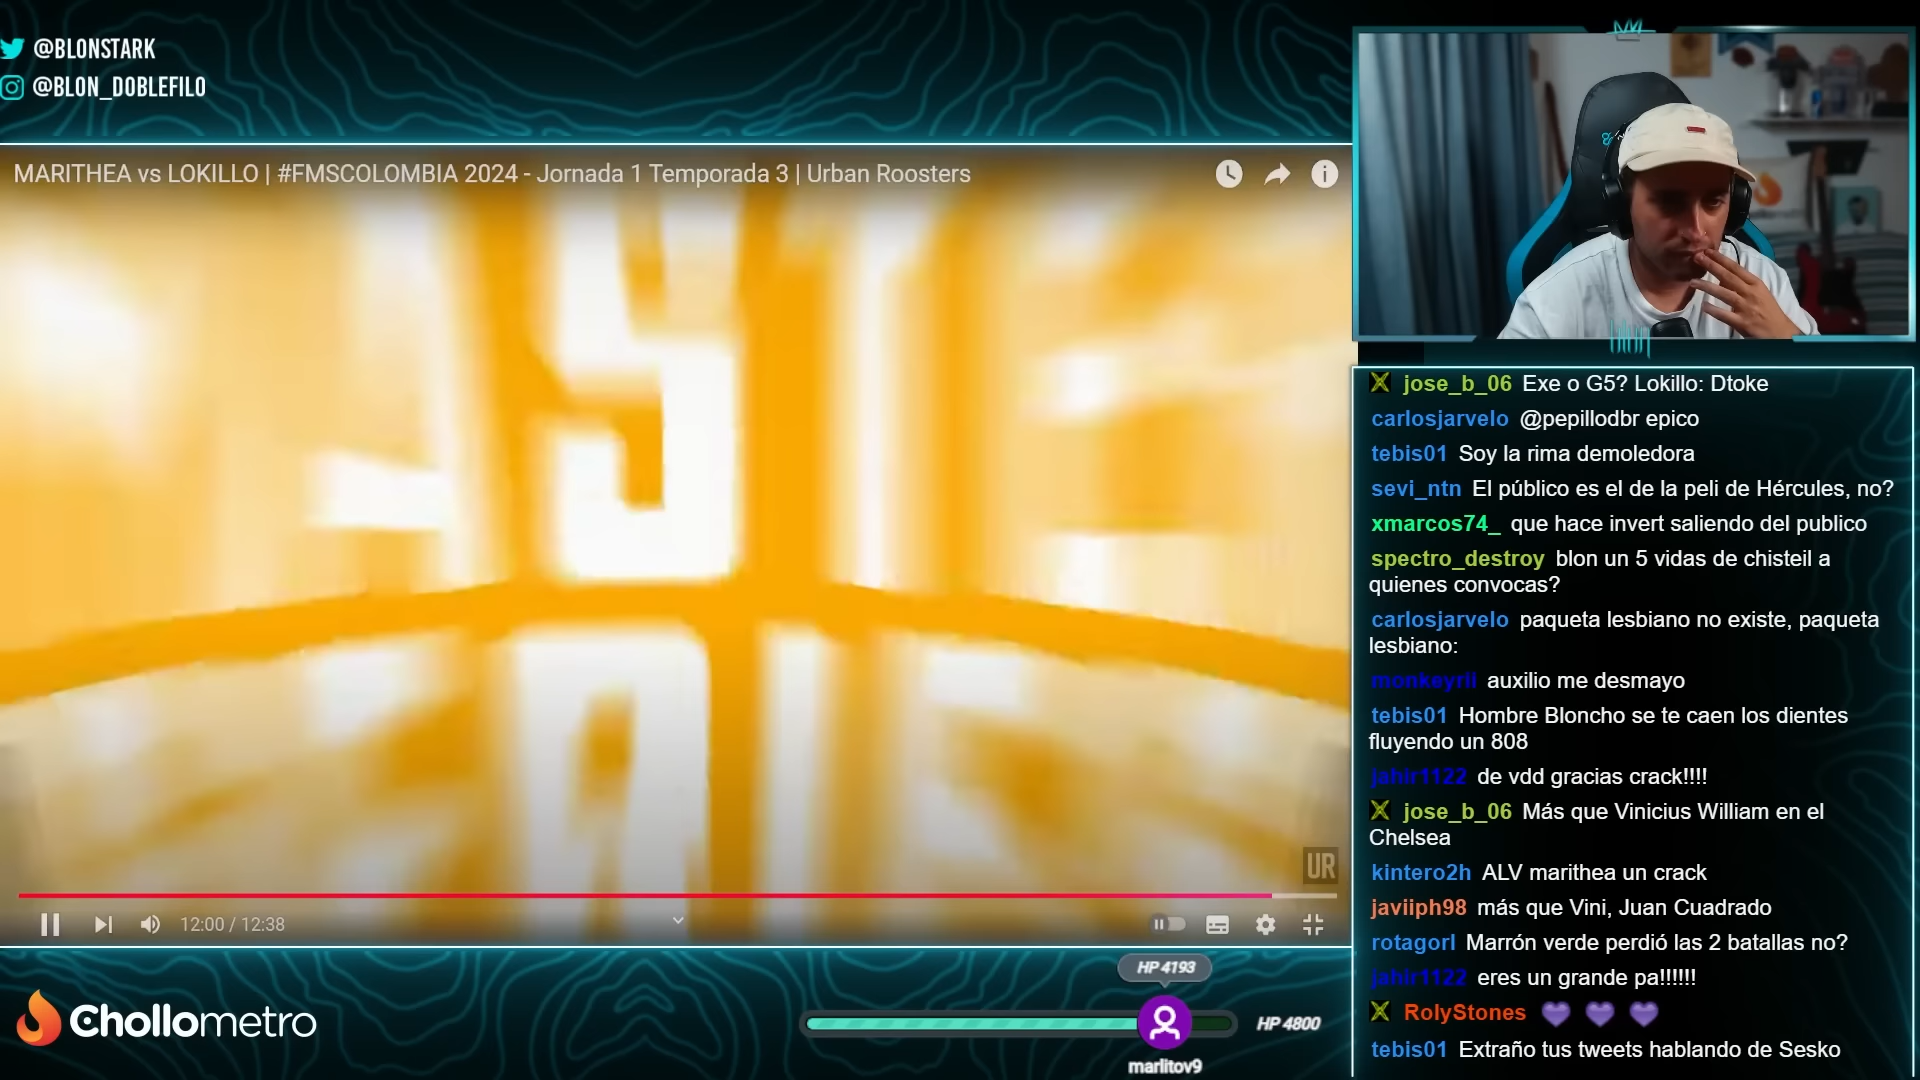 @BLONSTARK
@BLON_DOBLEFILO
MARITHEA vs LOKILLO | #FMSCOLOMBIA 2024 - Jornada 1 Temporada 3 | Urban Roosters
UR
12:00 / 12:38
Chollometro
HP 4193
HP 4800
marlitov9
jose_b_06 Exe o G5? Lokillo: Dtoke
carlosjarvelo @pepillodbr epico
tebis01 Soy la rima demoledora
sevi_ntn El público es el de la peli de Hércules, no?
xmarcos74_ que hace invert saliendo del publico
spectro_destroy blon un 5 vidas de chisteil a
quienes convocas?
carlosjarvelo paqueta lesbiano no existe, paqueta
lesbiano:
auxilio me desmayo
tebis01 Hombre Bloncho se te caen los dientes
fluyendo un 808
jahir1122 de vdd gracias crack!!!!
jose_b_06 Más que Vinicius William en el
Chelsea
kintero2h ALV marithea un crack
javiiph98 más que Vini, Juan Cuadrado
Marrón verde perdió las 2 batallas no?
jahir1122 eres un grande pa!!!!!!
RolyStones
tebis01 Extraño tus tweets hablando de Sesko